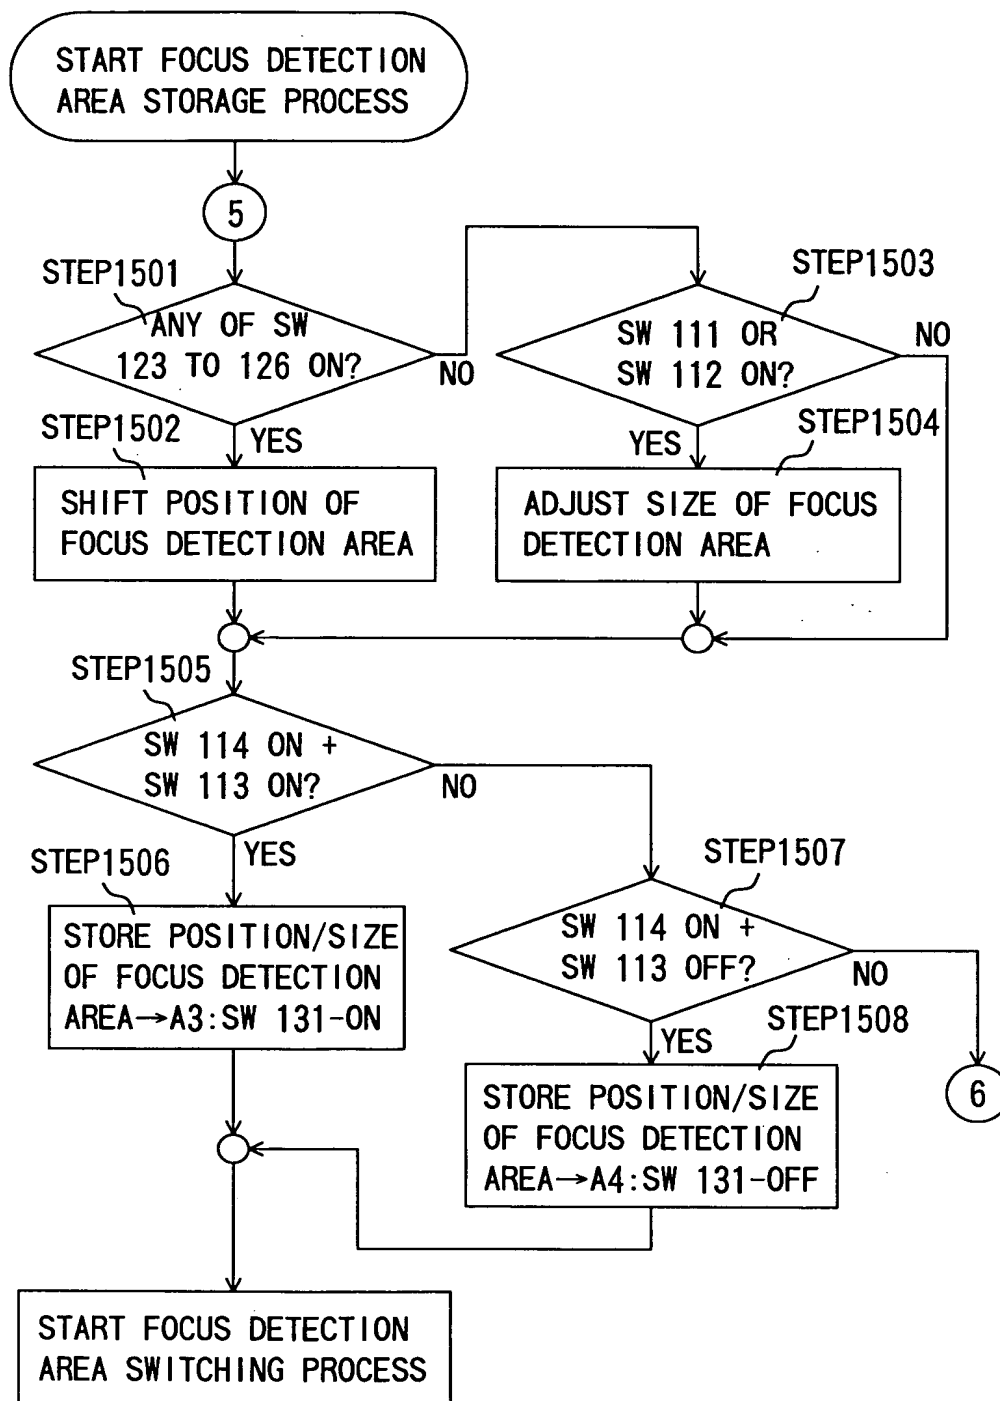 START FOCUS DETECTION
AREA STORAGE PROCESS
5
STEP1501
ANY OF SW
123 TO 126 ON?
NO
STEP1503
SW 111 OR
SW 112 ON?
NO
STEP1502
YES
SHIFT POSITION OF
FOCUS DETECTION AREA
YES
STEP1504
ADJUST SIZE OF FOCUS
DETECTION AREA
STEP1505
SW 114 ON +
SW 113 ON?
NO
STEP1506
YES
STORE POSITION/SIZE
OF FOCUS DETECTION
AREA→A3:SW 131-ON
STEP1507
SW 114 ON +
SW 113 OFF?
NO
6
YES
STEP1508
STORE POSITION/SIZE
OF FOCUS DETECTION
AREA→A4:SW 131-OFF
START FOCUS DETECTION
AREA SWITCHING PROCESS